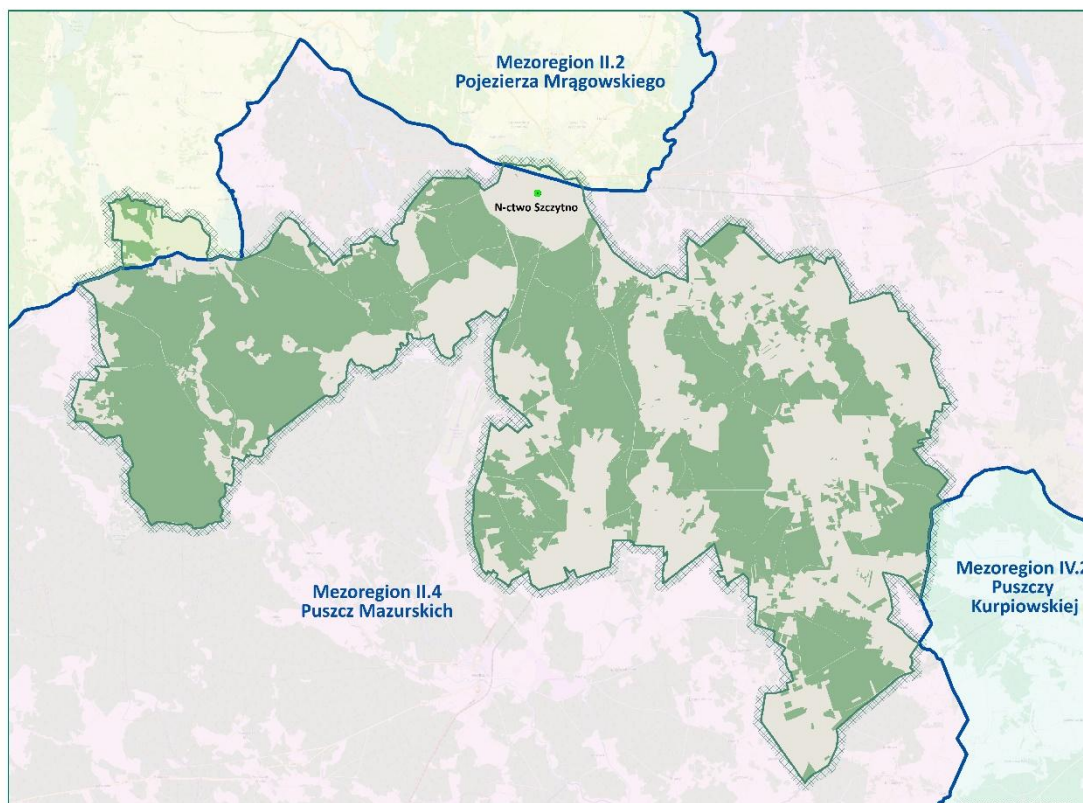 Mezoregion II.2
Pojezierza Mrągowskiego
N-ctwo Szczytno
Mezoregion II.4
Puszcz Mazurskich
Mezoregion IV.2
Puszczy
Kurpiowskiej